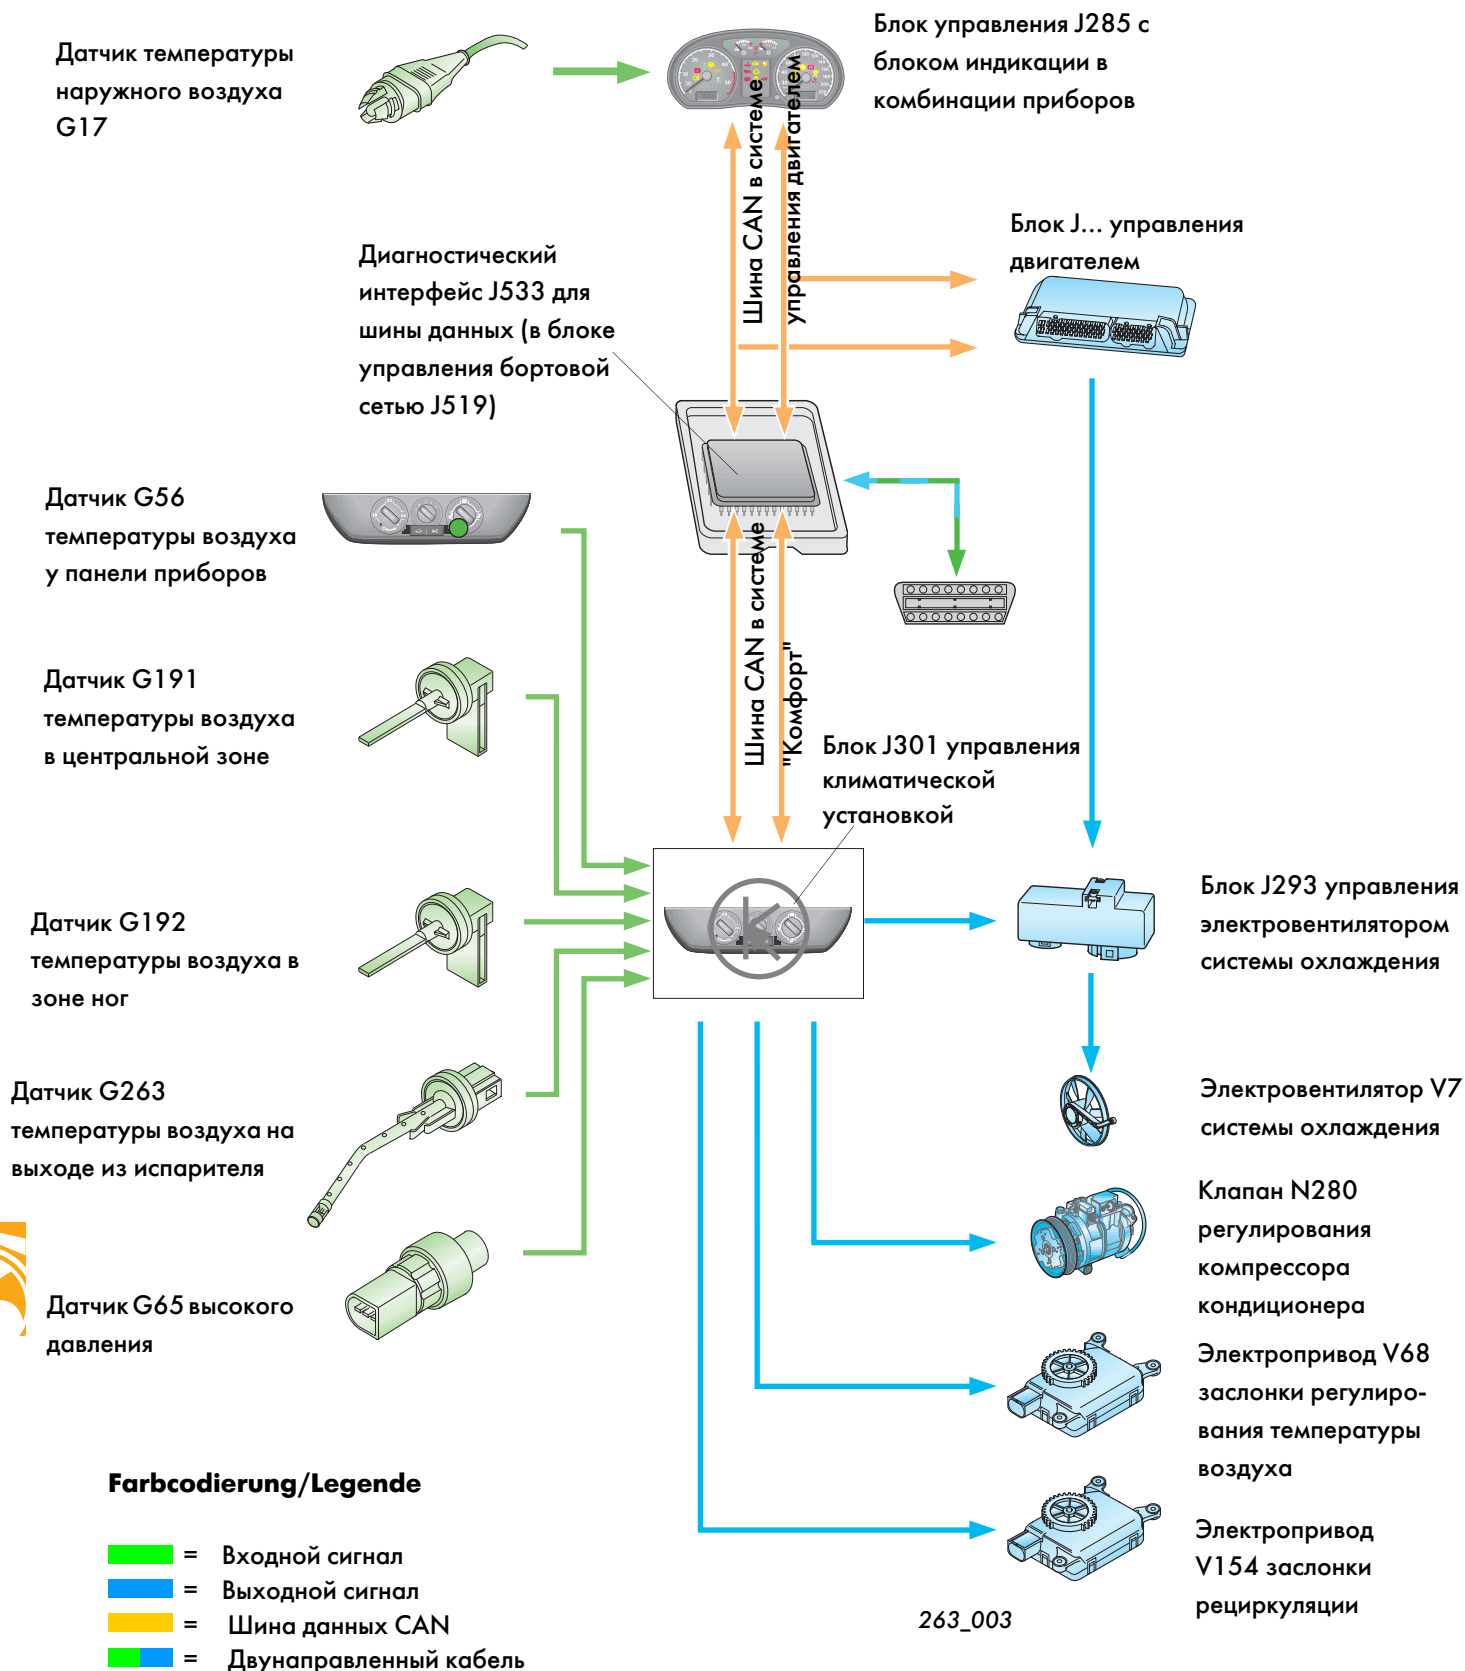 Датчик температуры
наружного воздуха
G17
Блок управления J285 с
блоком индикации в
комбинации приборов
Шина CAN в системе
управления двигателем
Блок J... управления
двигателем
Диагностический
интерфейс J533 для
шины данных (в блоке
управления бортовой
сетью J519)
Датчик G56
температуры воздуха
у панели приборов
AC
Шина CAN в системе
"Комфорт"
Датчик G191
температуры воздуха
в центральной зоне
Блок J301 управления
климатической
установкой
Датчик G192
температуры воздуха в
зоне ног
K
Блок J293 управления
электровентилятором
системы охлаждения
Датчик G263
температуры воздуха на
выходе из испарителя
Электровентилятор V7
системы охлаждения
Клапан N280
регулирования
компрессора
кондиционера
Датчик G65 высокого
давления
Электропривод V68
заслонки регулиро-
вания температуры
воздуха
Электропривод
V154 заслонки
рециркуляции
Farbcodierung/Legende
= Входной сигнал
= Выходной сигнал
= Шина данных CAN
= Двунаправленный кабель
263_003